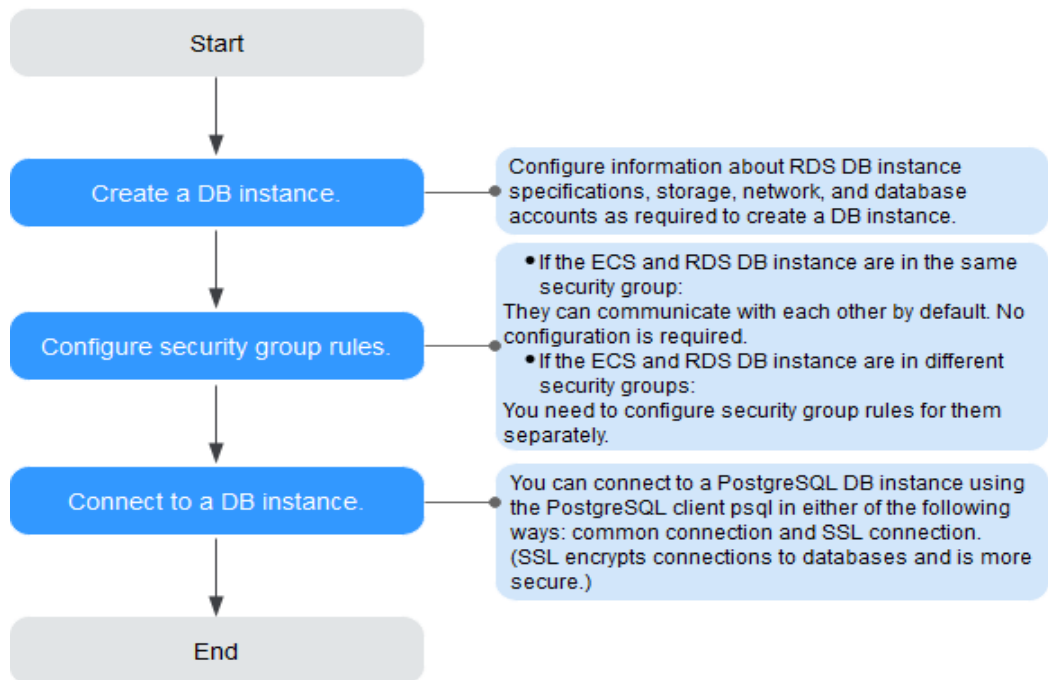 Start
Create a DB instance.
Configure information about RDS DB instance
specifications, storage, network, and database
accounts as required to create a DB instance.
Configure security group rules.
•If the ECS and RDS DB instance are in the same
security group:
They can communicate with each other by default. No
configuration is required.
•If the ECS and RDS DB instance are in different
security groups:
You need to configure security group rules for them
separately.
Connect to a DB instance.
You can connect to a PostgreSQL DB instance using
the PostgreSQL client psql in either of the following
ways: common connection and SSL connection.
(SSL encrypts connections to databases and is more
secure.)
End